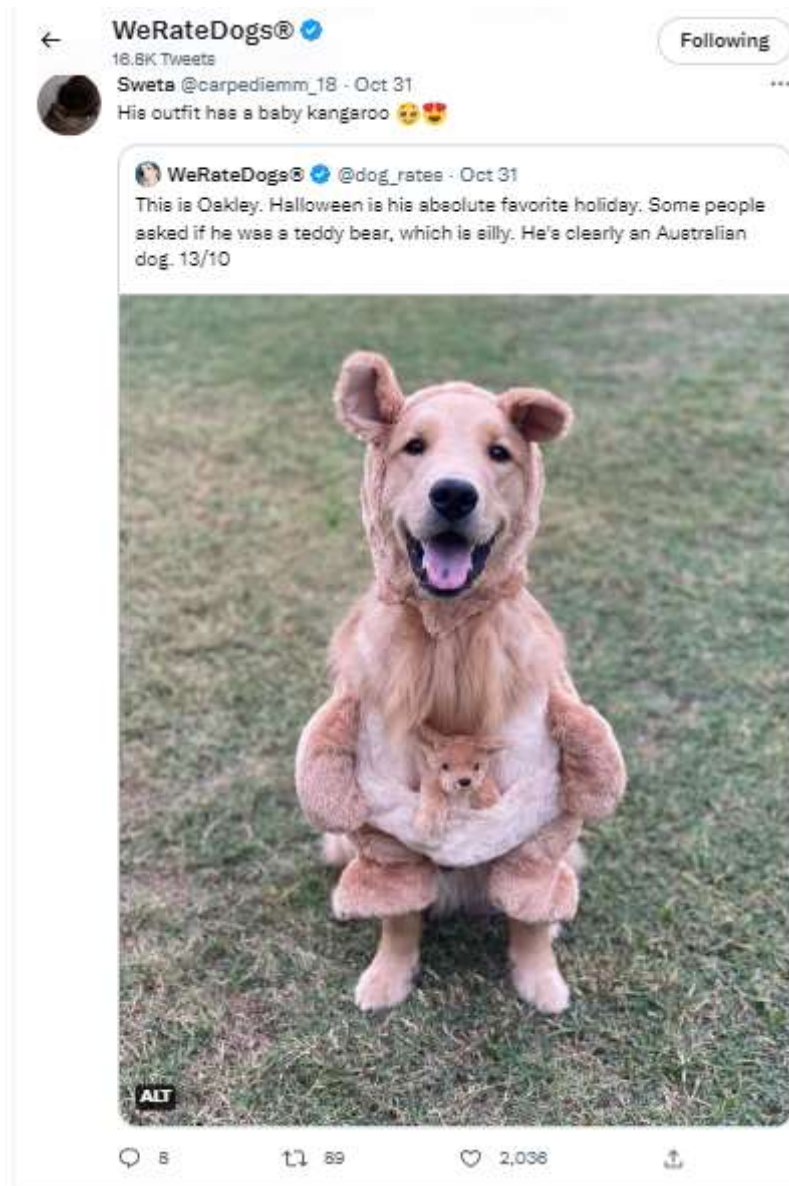 WeRateDogs®
Following
16.8K Tweets
Sweta @carpediemm_18 · Oct 31
His outfit has a baby kangaroo 🥹😍
WeRateDogs® @dog_rates · Oct 31
This is Oakley. Halloween is his absolute favorite holiday. Some people
asked if he was a teddy bear, which is silly. He's clearly an Australian
dog. 13/10
ALT
8 89 2,036